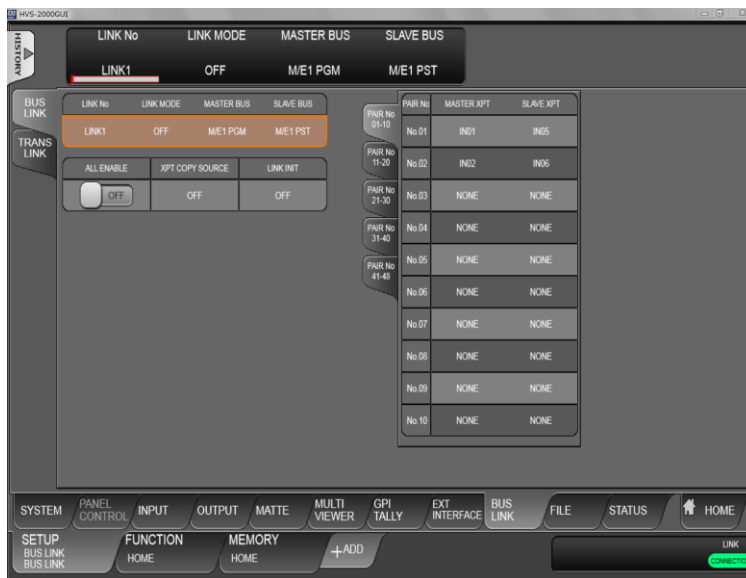 HVS-2000GUI
HISTORY
LINK No LINK MODE MASTER BUS SLAVE BUS
LINK1 OFF M/E1 PGM M/E1 PST
BUS
LINK
TRANS
LINK
LINK No LINK MODE MASTER BUS SLAVE BUS
LINK1 OFF M/E1 PGM M/E1 PST
ALL ENABLE XPT COPY SOURCE LINK INIT
OFF OFF OFF
PAIR No
01-10
PAIR No
11-20
PAIR No
21-30
PAIR No
31-40
PAIR No
41-48
PAIR No MASTER XPT SLAVE XPT
No.01 IN01 IN05
No.02 IN02 IN06
No.03 NONE NONE
No.04 NONE NONE
No.05 NONE NONE
No.06 NONE NONE
No.07 NONE NONE
No.08 NONE NONE
No.09 NONE NONE
No.10 NONE NONE
SYSTEM
PANEL
CONTROL
INPUT
OUTPUT
MATTE
MULTI
VIEWER
GPI
TALLY
EXT
INTERFACE
BUS
LINK
FILE
STATUS
HOME
SETUP
BUS LINK
BUS LINK
FUNCTION
HOME
MEMORY
HOME
+ADD
LINK
CONNECTIO